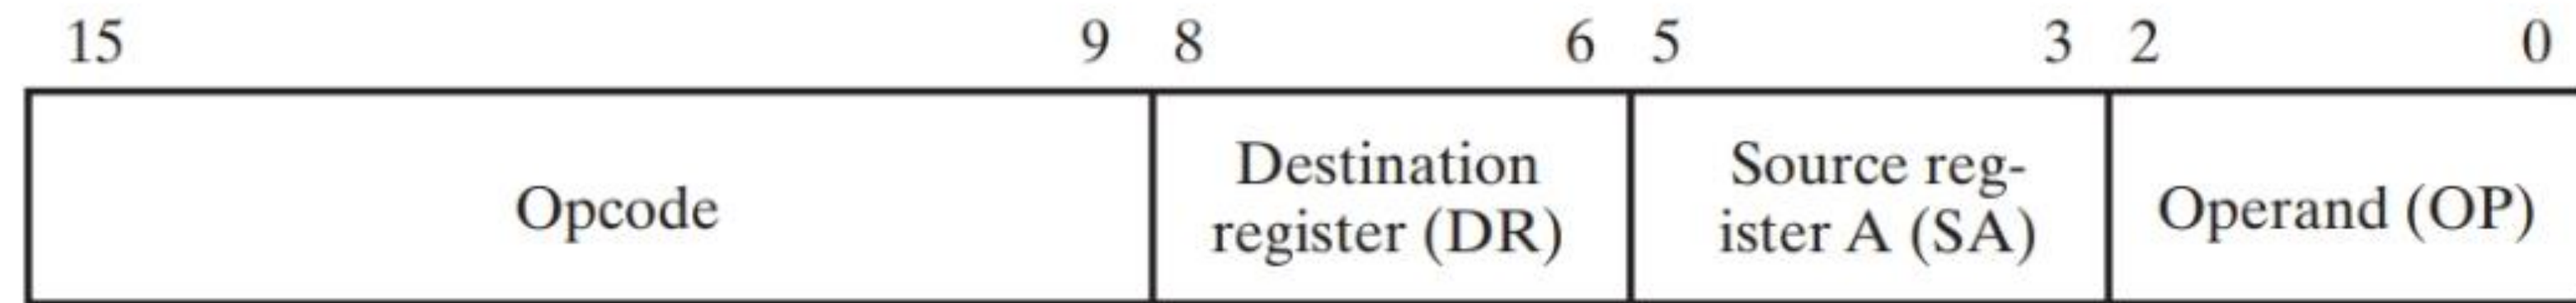 15 9 8 6 5 3 2 0
Opcode
Destination
register (DR)
Source reg-
ister A (SA)
Operand (OP)